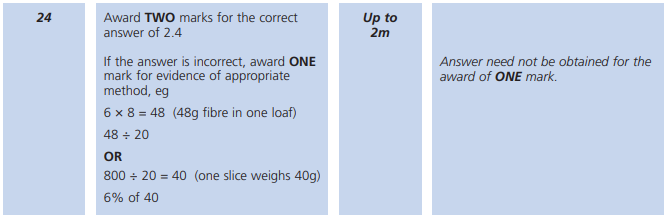 24
Award TWO marks for the correct
answer of 2.4
If the answer is incorrect, award ONE
mark for evidence of appropriate
method, eg
6 × 8 = 48 (48g fibre in one loaf)
48 ÷ 20
OR
800 ÷ 20 = 40 (one slice weighs 40g)
6% of 40
Up to
2m
Answer need not be obtained for the
award of ONE mark.